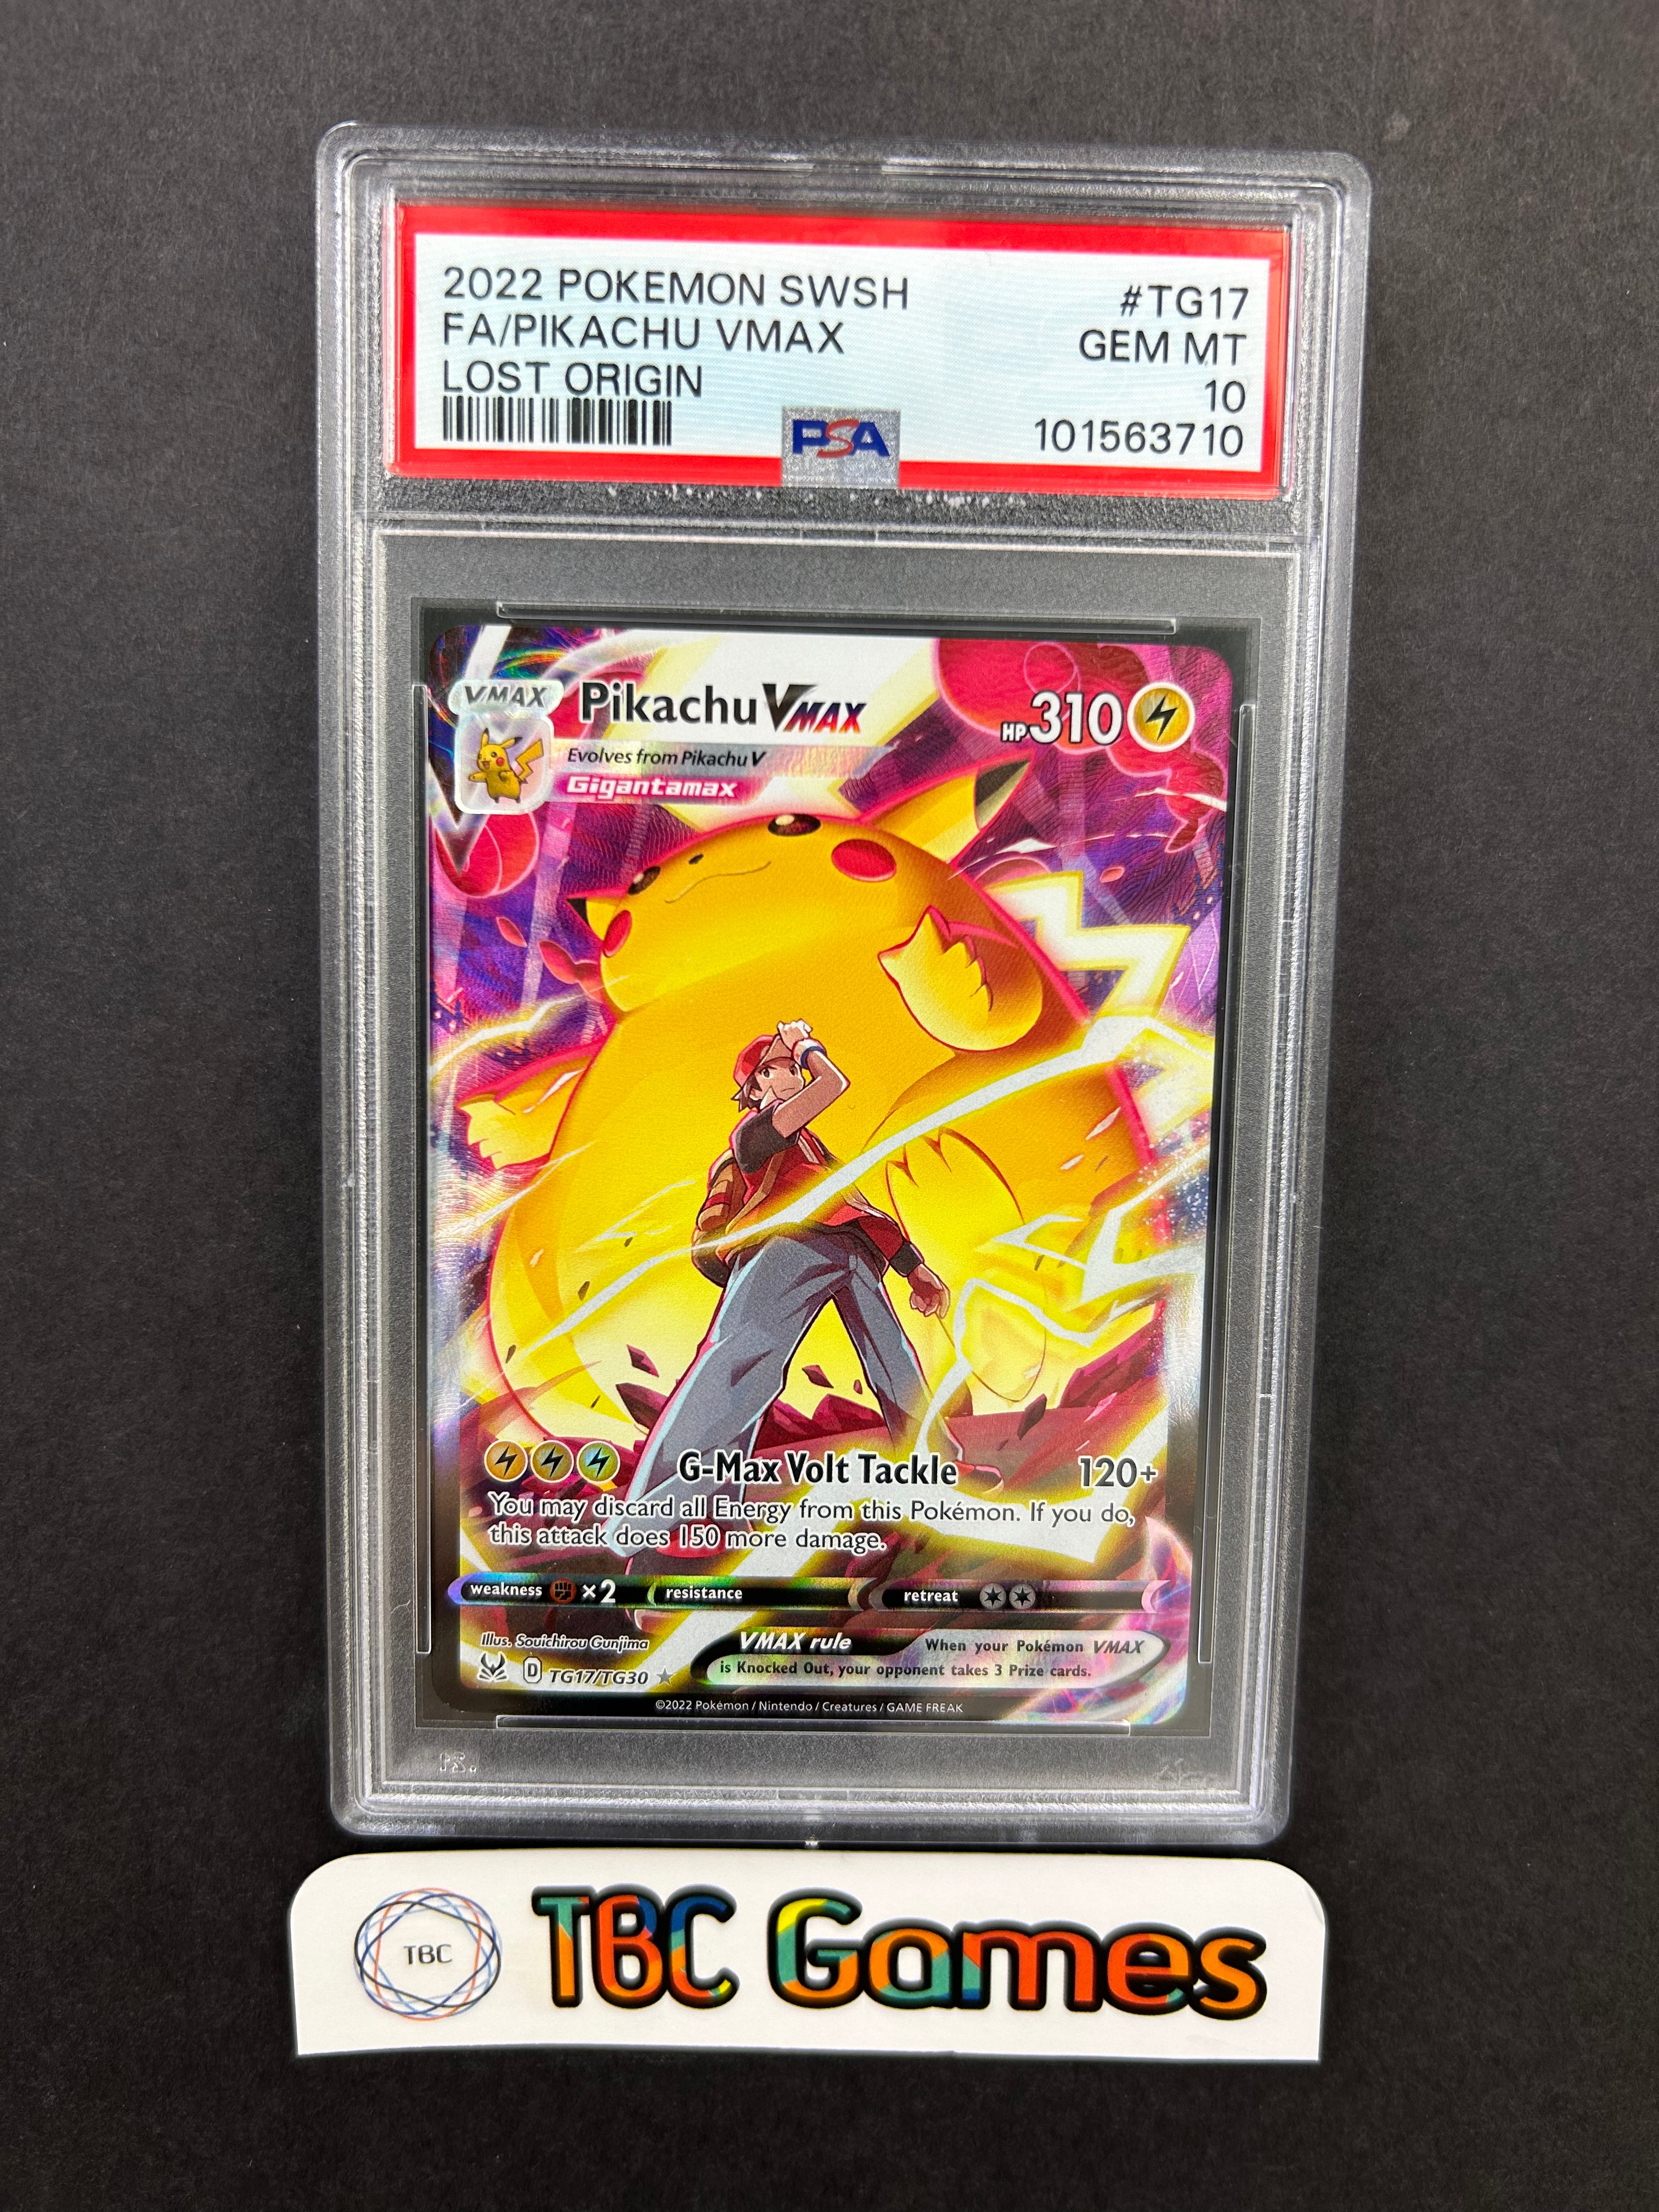 2022 POKEMON SWSH #TG17
FA/PIKACHU VMAX GEM MT
LOST ORIGIN 10
PSA 101563710
VMAX Pikachu VMAX HP310
Evolves from Pikachu V
Gigantamax
G-Max Volt Tackle 120+
You may discard all Energy from this Pokémon. If you do,
this attack does 150 more damage.
weakness ×2 resistance retreat
Illus. Souichirou Gunjima
VMAX rule When your Pokémon VMAX
is Knocked Out, your opponent takes 3 Prize cards.
D TG17/TG30 ★
©2022 Pokémon / Nintendo / Creatures / GAME FREAK
TBC TBC Games